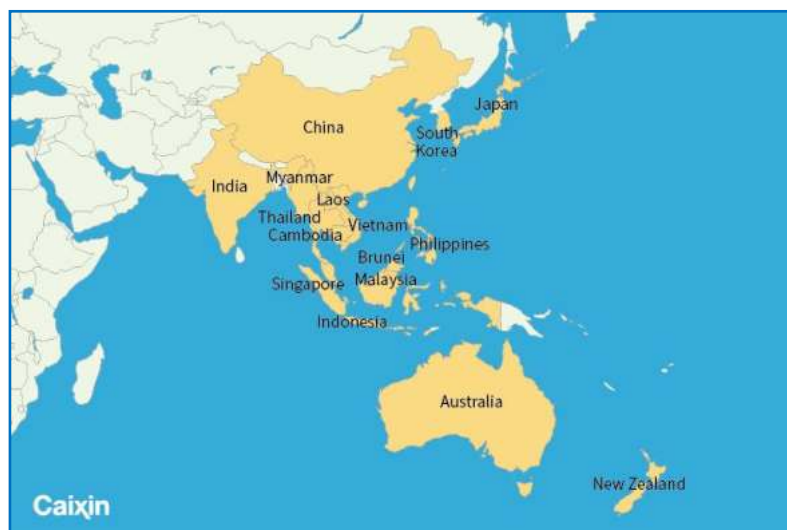 Japan
China
South
Korea
Myanmar
India
Laos
Thailand
Vietnam
Cambodia
Philippines
Brunei
Singapore
Malaysia
Indonesia
Australia
New Zealand
Caixin